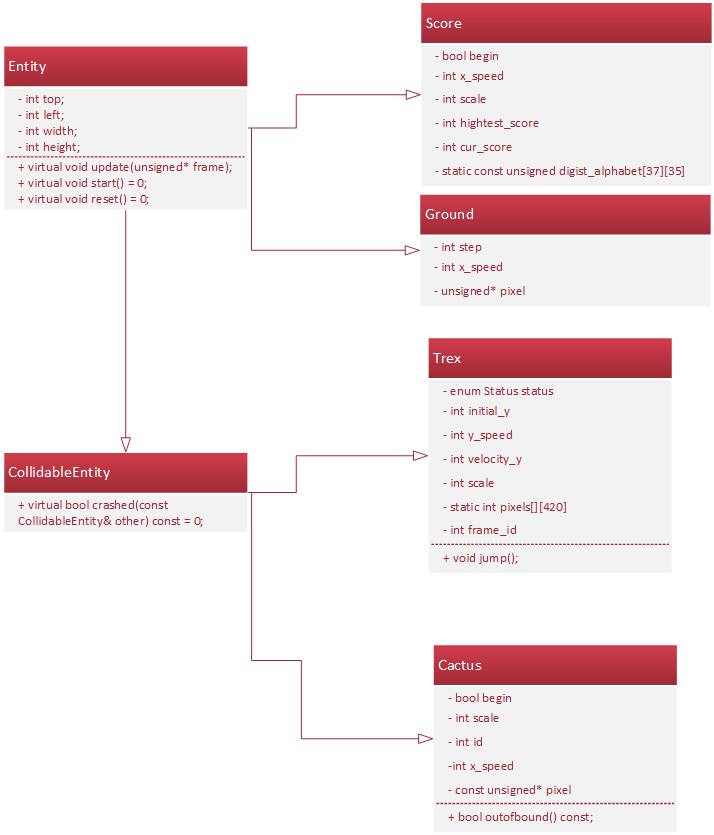 Entity
- int top;
- int left;
- int width;
- int height;
+ virtual void update(unsigned* frame);
+ virtual void start() = 0;
+ virtual void reset() = 0;
Score
- bool begin
- int x_speed
- int scale
- int hightest_score
- int cur_score
- static const unsigned digist_alphabet[37][35]
Ground
- int step
- int x_speed
- unsigned* pixel
CollidableEntity
+ virtual bool crashed(const
CollidableEntity& other) const = 0;
Trex
- enum Status status
- int initial_y
- int y_speed
- int velocity_y
- int scale
- static int pixels[][420]
- int frame_id
+ void jump();
Cactus
- bool begin
- int scale
- int id
-int x_speed
- const unsigned* pixel
+ bool outofbound() const;